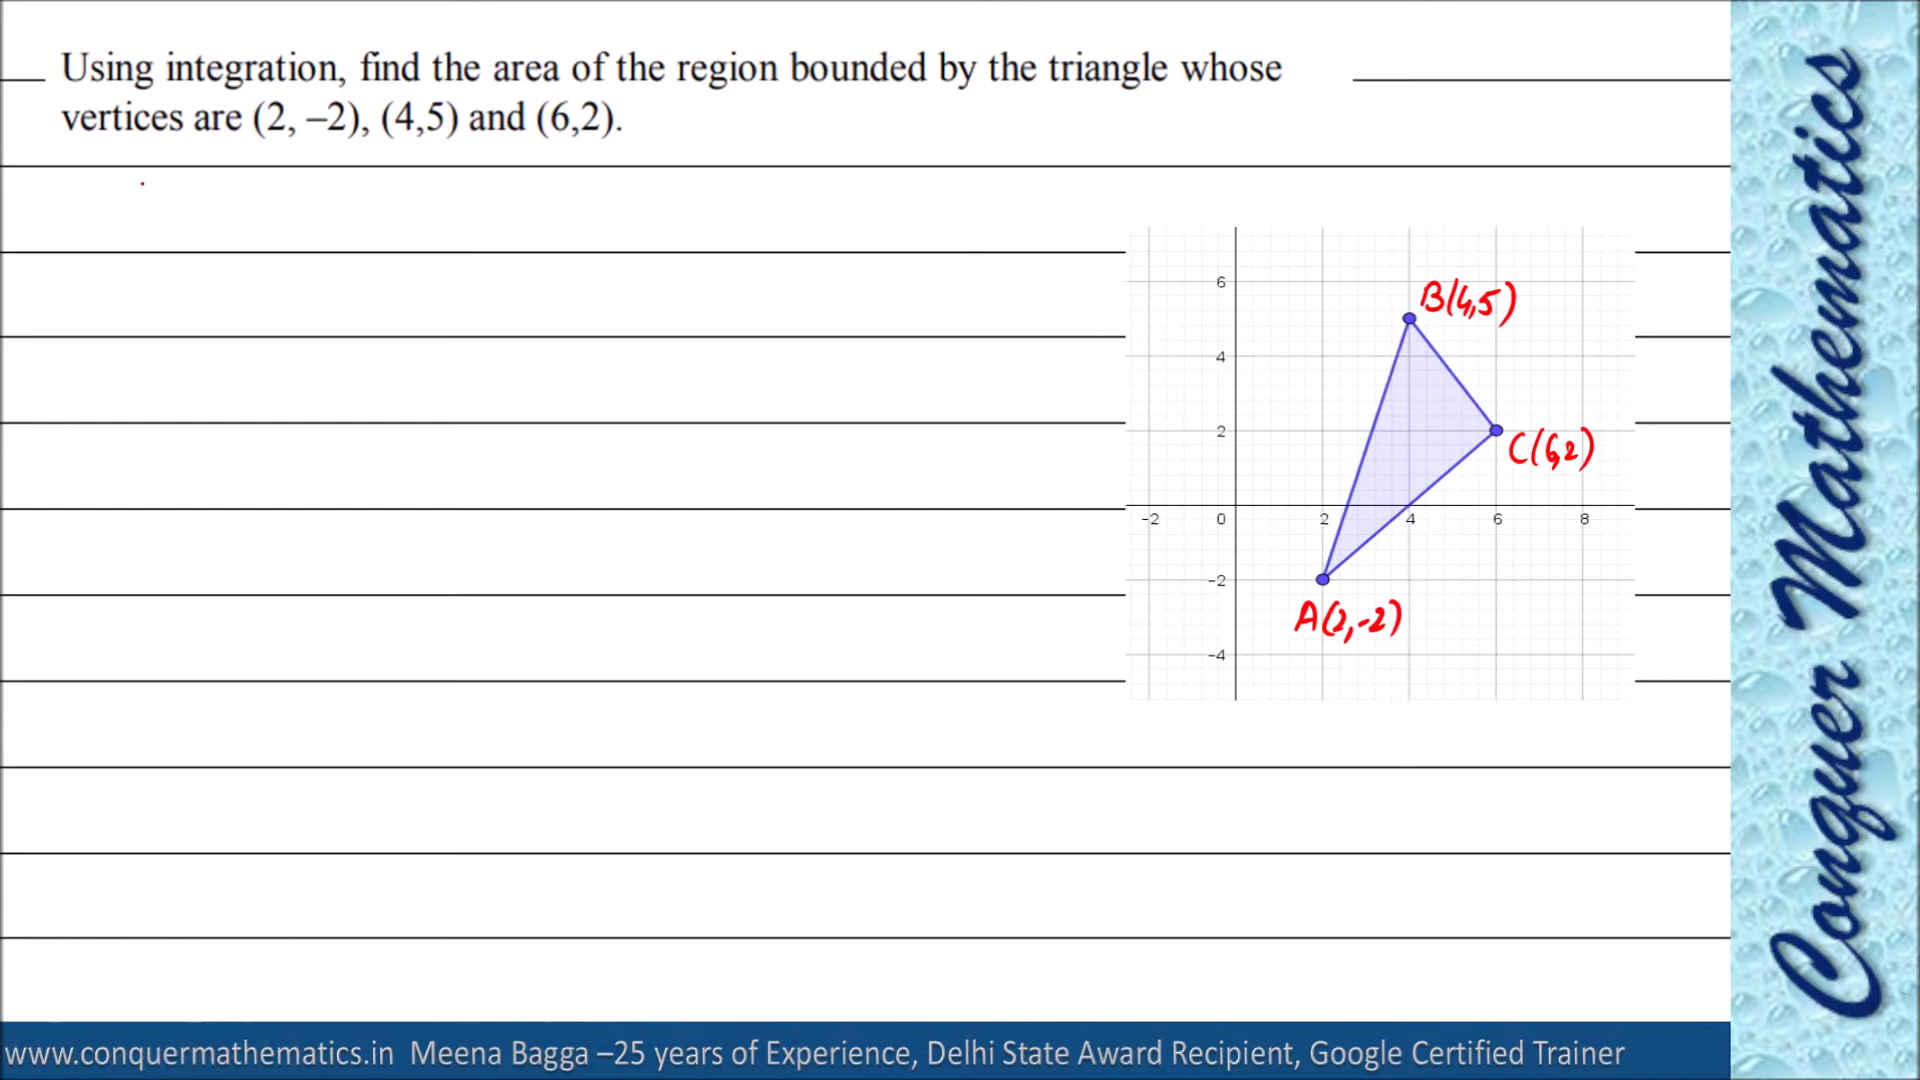 Using integration, find the area of the region bounded by the triangle whose
vertices are (2, –2), (4,5) and (6,2).
6
B(4,5)
4
2
C(6,2)
-2 0 2 4 6 8
-2
A(2,-2)
-4
Conquer Mathematics
www.conquermathematics.in Meena Bagga –25 years of Experience, Delhi State Award Recipient, Google Certified Trainer